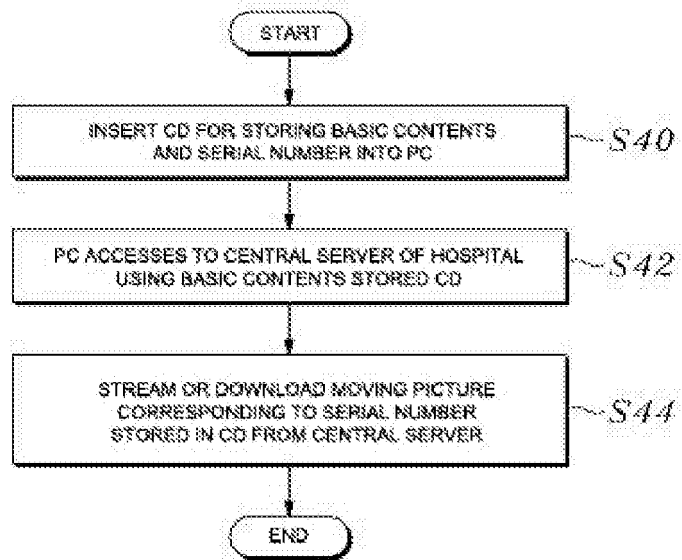 START
INSERT CD FOR STORING BASIC CONTENTS
AND SERIAL NUMBER INTO PC
S40
PC ACCESSES TO CENTRAL SERVER OF HOSPITAL
USING BASIC CONTENTS STORED CD
S42
STREAM OR DOWNLOAD MOVING PICTURE
CORRESPONDING TO SERIAL NUMBER
STORED IN CD FROM CENTRAL SERVER
S44
END